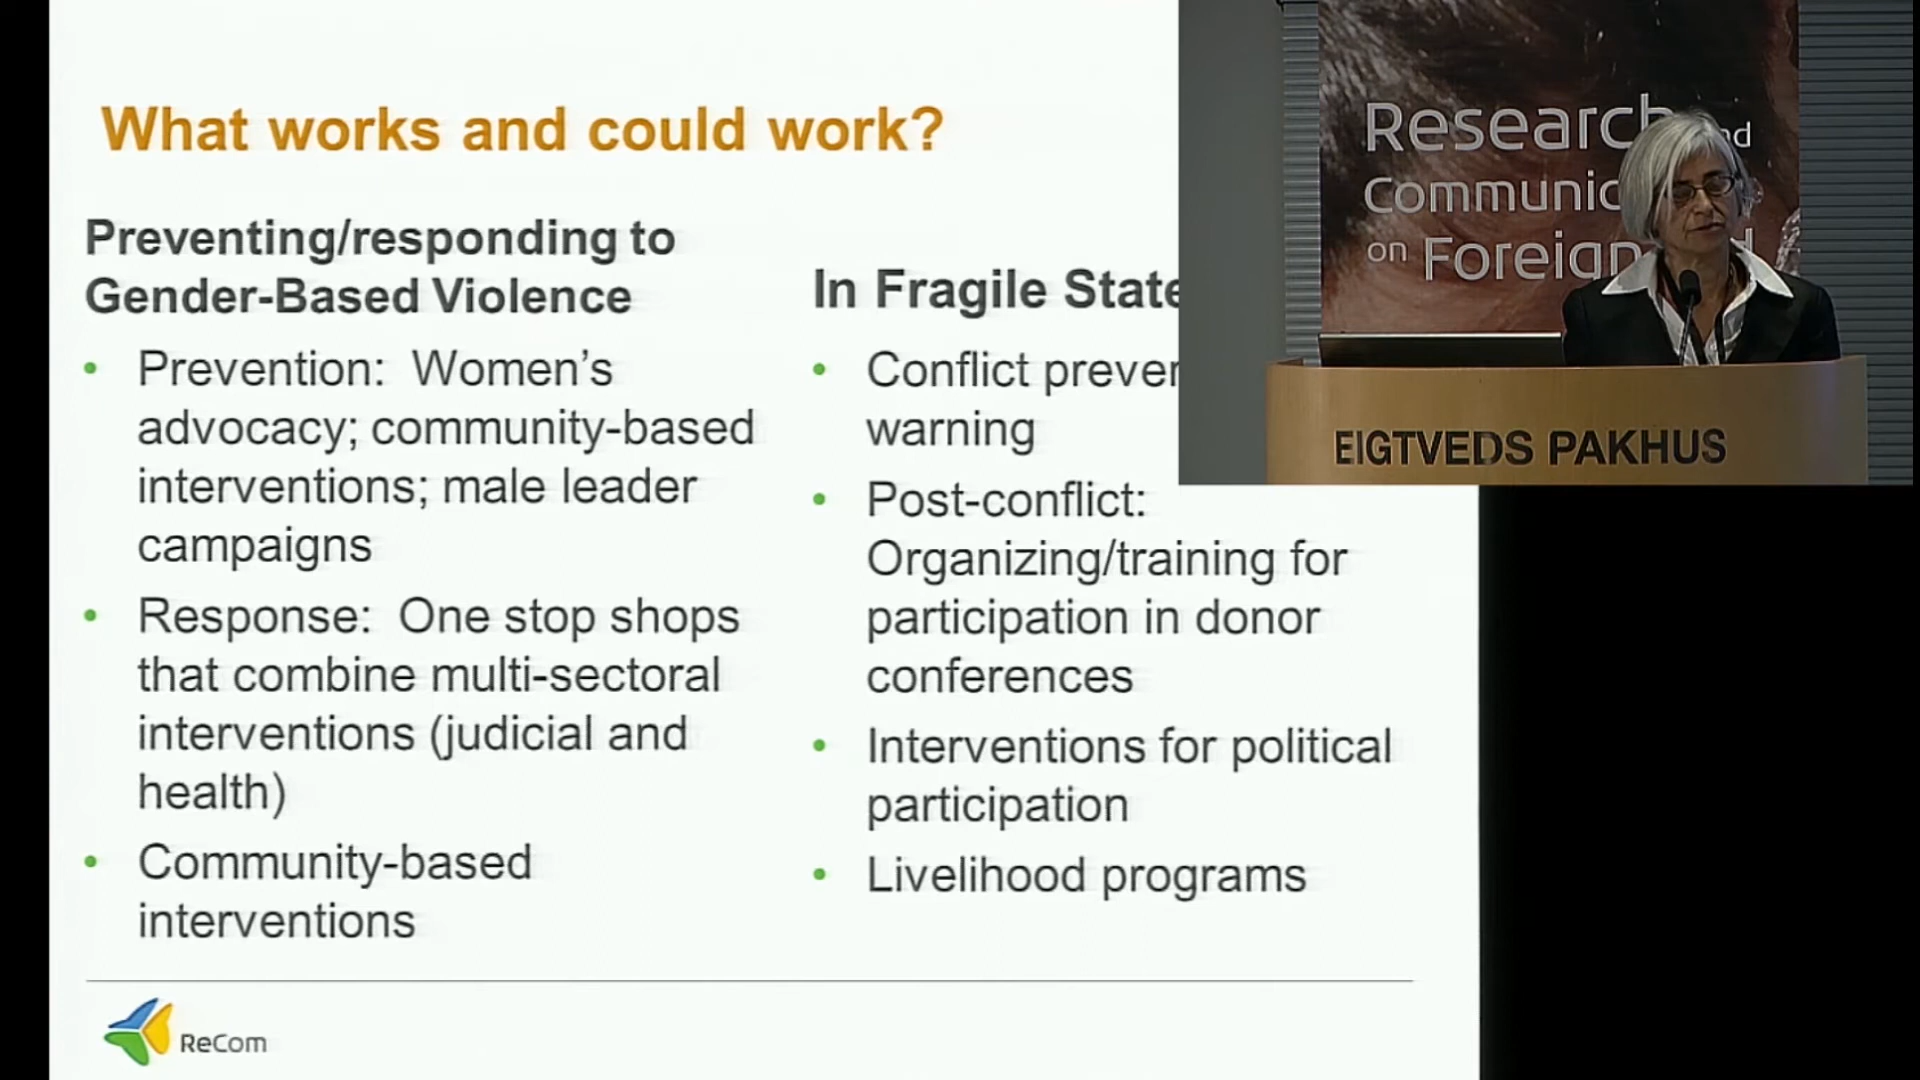 What works and could work?
Preventing/responding to
Gender-Based Violence
• Prevention: Women's
advocacy; community-based
interventions; male leader
campaigns
• Response: One stop shops
that combine multi-sectoral
interventions (judicial and
health)
• Community-based
interventions
In Fragile State
• Conflict
warning
• Post-conflict:
Organizing/training for
participation in donor
conferences
• Interventions for political
participation
• Livelihood programs
ReCom
Research
on Foreign
EIGTVEDS PAKHUS